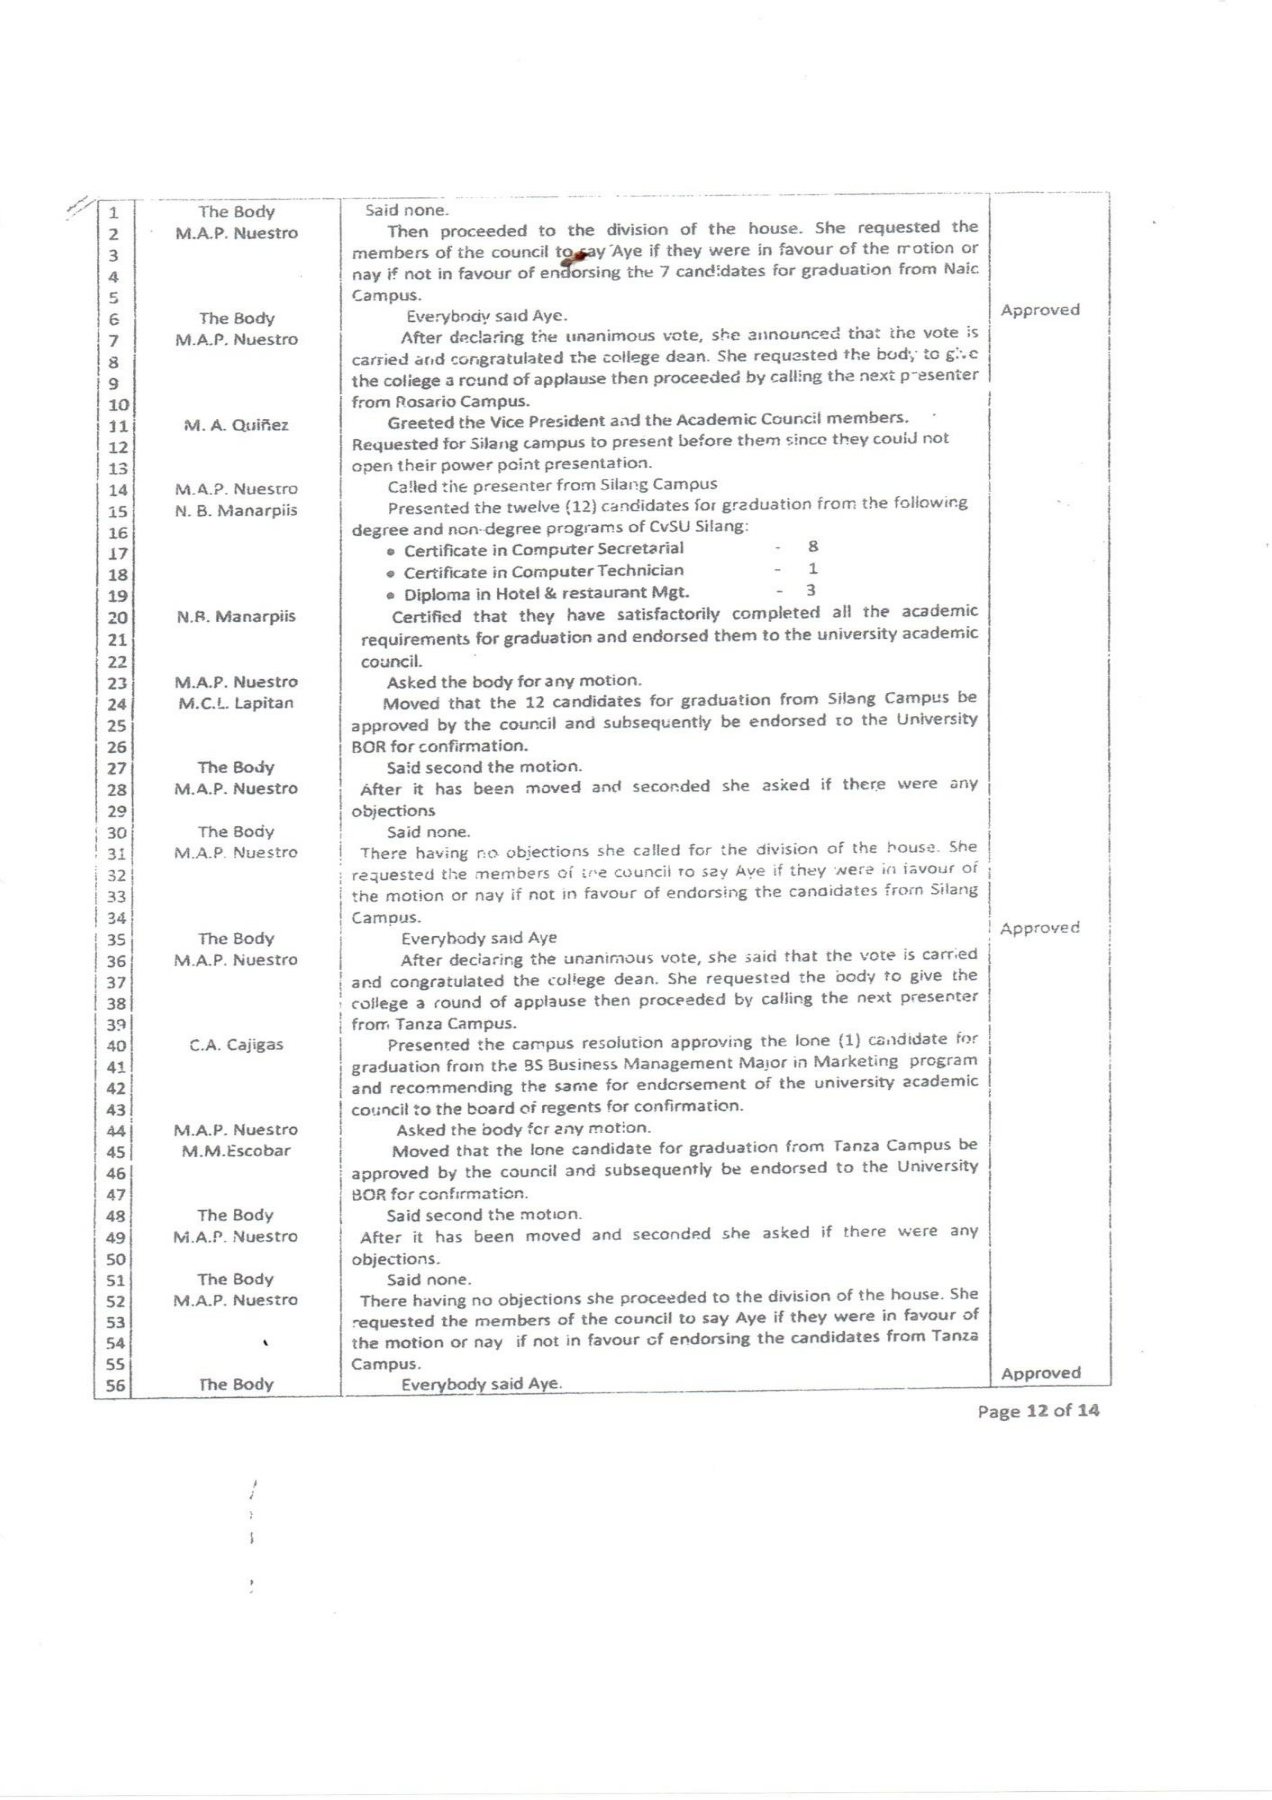 1 The Body Said none.
2 M.A.P. Nuestro Then proceeded to the division of the house. She requested the
3 members of the council to say Aye if they were in favour of the motion or
4 nay if not in favour of endorsing the 7 candidates for graduation from Naic
5 Campus.
6 The Body Everybody said Aye. Approved
7 M.A.P. Nuestro After declaring the unanimous vote, she announced that the vote is
8 carried and congratulated the college dean. She requested the body to give
9 the college a round of applause then proceeded by calling the next presenter
10 from Rosario Campus.
11 M. A. Quiñez Greeted the Vice President and the Academic Council members.
12 Requested for Silang campus to present before them since they could not
13 open their power point presentation.
14 M.A.P. Nuestro Called the presenter from Silang Campus
15 N. B. Manarpiis Presented the twelve (12) candidates for graduation from the following
16 degree and non-degree programs of CvSU Silang:
17 • Certificate in Computer Secretarial - 8
18 • Certificate in Computer Technician - 1
19 • Diploma in Hotel & restaurant Mgt. - 3
20 N.B. Manarpiis Certified that they have satisfactorily completed all the academic
21 requirements for graduation and endorsed them to the university academic
22 council.
23 M.A.P. Nuestro Asked the body for any motion.
24 M.C.L. Lapitan Moved that the 12 candidates for graduation from Silang Campus be
25 approved by the council and subsequently be endorsed to the University
26 BOR for confirmation.
27 The Body Said second the motion.
28 M.A.P. Nuestro After it has been moved and seconded she asked if there were any
29 objections
30 The Body Said none.
31 M.A.P. Nuestro There having no objections she called for the division of the house. She
32 requested the members of the council to say Aye if they were in favour of
33 the motion or nay if not in favour of endorsing the candidates from Silang
34 Campus.
35 The Body Everybody said Aye Approved
36 M.A.P. Nuestro After declaring the unanimous vote, she said that the vote is carried
37 and congratulated the college dean. She requested the body to give the
38 college a round of applause then proceeded by calling the next presenter
39 from Tanza Campus.
40 C.A. Cajigas Presented the campus resolution approving the lone (1) candidate for
41 graduation from the BS Business Management Major in Marketing program
42 and recommending the same for endorsement of the university academic
43 council to the board of regents for confirmation.
44 M.A.P. Nuestro Asked the body for any motion.
45 M.M.Escobar Moved that the lone candidate for graduation from Tanza Campus be
46 approved by the council and subsequently be endorsed to the University
47 BOR for confirmation.
48 The Body Said second the motion.
49 M.A.P. Nuestro After it has been moved and seconded she asked if there were any
50 objections.
51 The Body Said none.
52 M.A.P. Nuestro There having no objections she proceeded to the division of the house. She
53 requested the members of the council to say Aye if they were in favour of
54 the motion or nay if not in favour of endorsing the candidates from Tanza
55 Campus.
56 The Body Everybody said Aye. Approved
Page 12 of 14